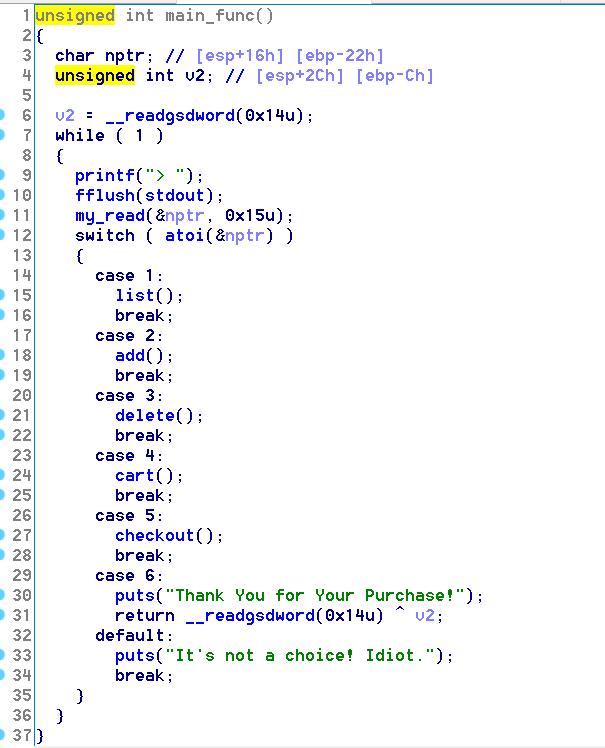 1 unsigned int main_func()
2 {
3   char nptr; // [esp+16h] [ebp-22h]
4   unsigned int v2; // [esp+2Ch] [ebp-Ch]
5
6   v2 = __readgsdword(0x14u);
7   while ( 1 )
8   {
9     printf("> ");
10     fflush(stdout);
11     my_read(&nptr, 0x15u);
12     switch ( atoi(&nptr) )
13     {
14       case 1:
15         list();
16         break;
17       case 2:
18         add();
19         break;
20       case 3:
21         delete();
22         break;
23       case 4:
24         cart();
25         break;
26       case 5:
27         checkout();
28         break;
29       case 6:
30         puts("Thank You for Your Purchase!");
31         return __readgsdword(0x14u) ^ v2;
32       default:
33         puts("It's not a choice! Idiot.");
34         break;
35     }
36   }
37 }